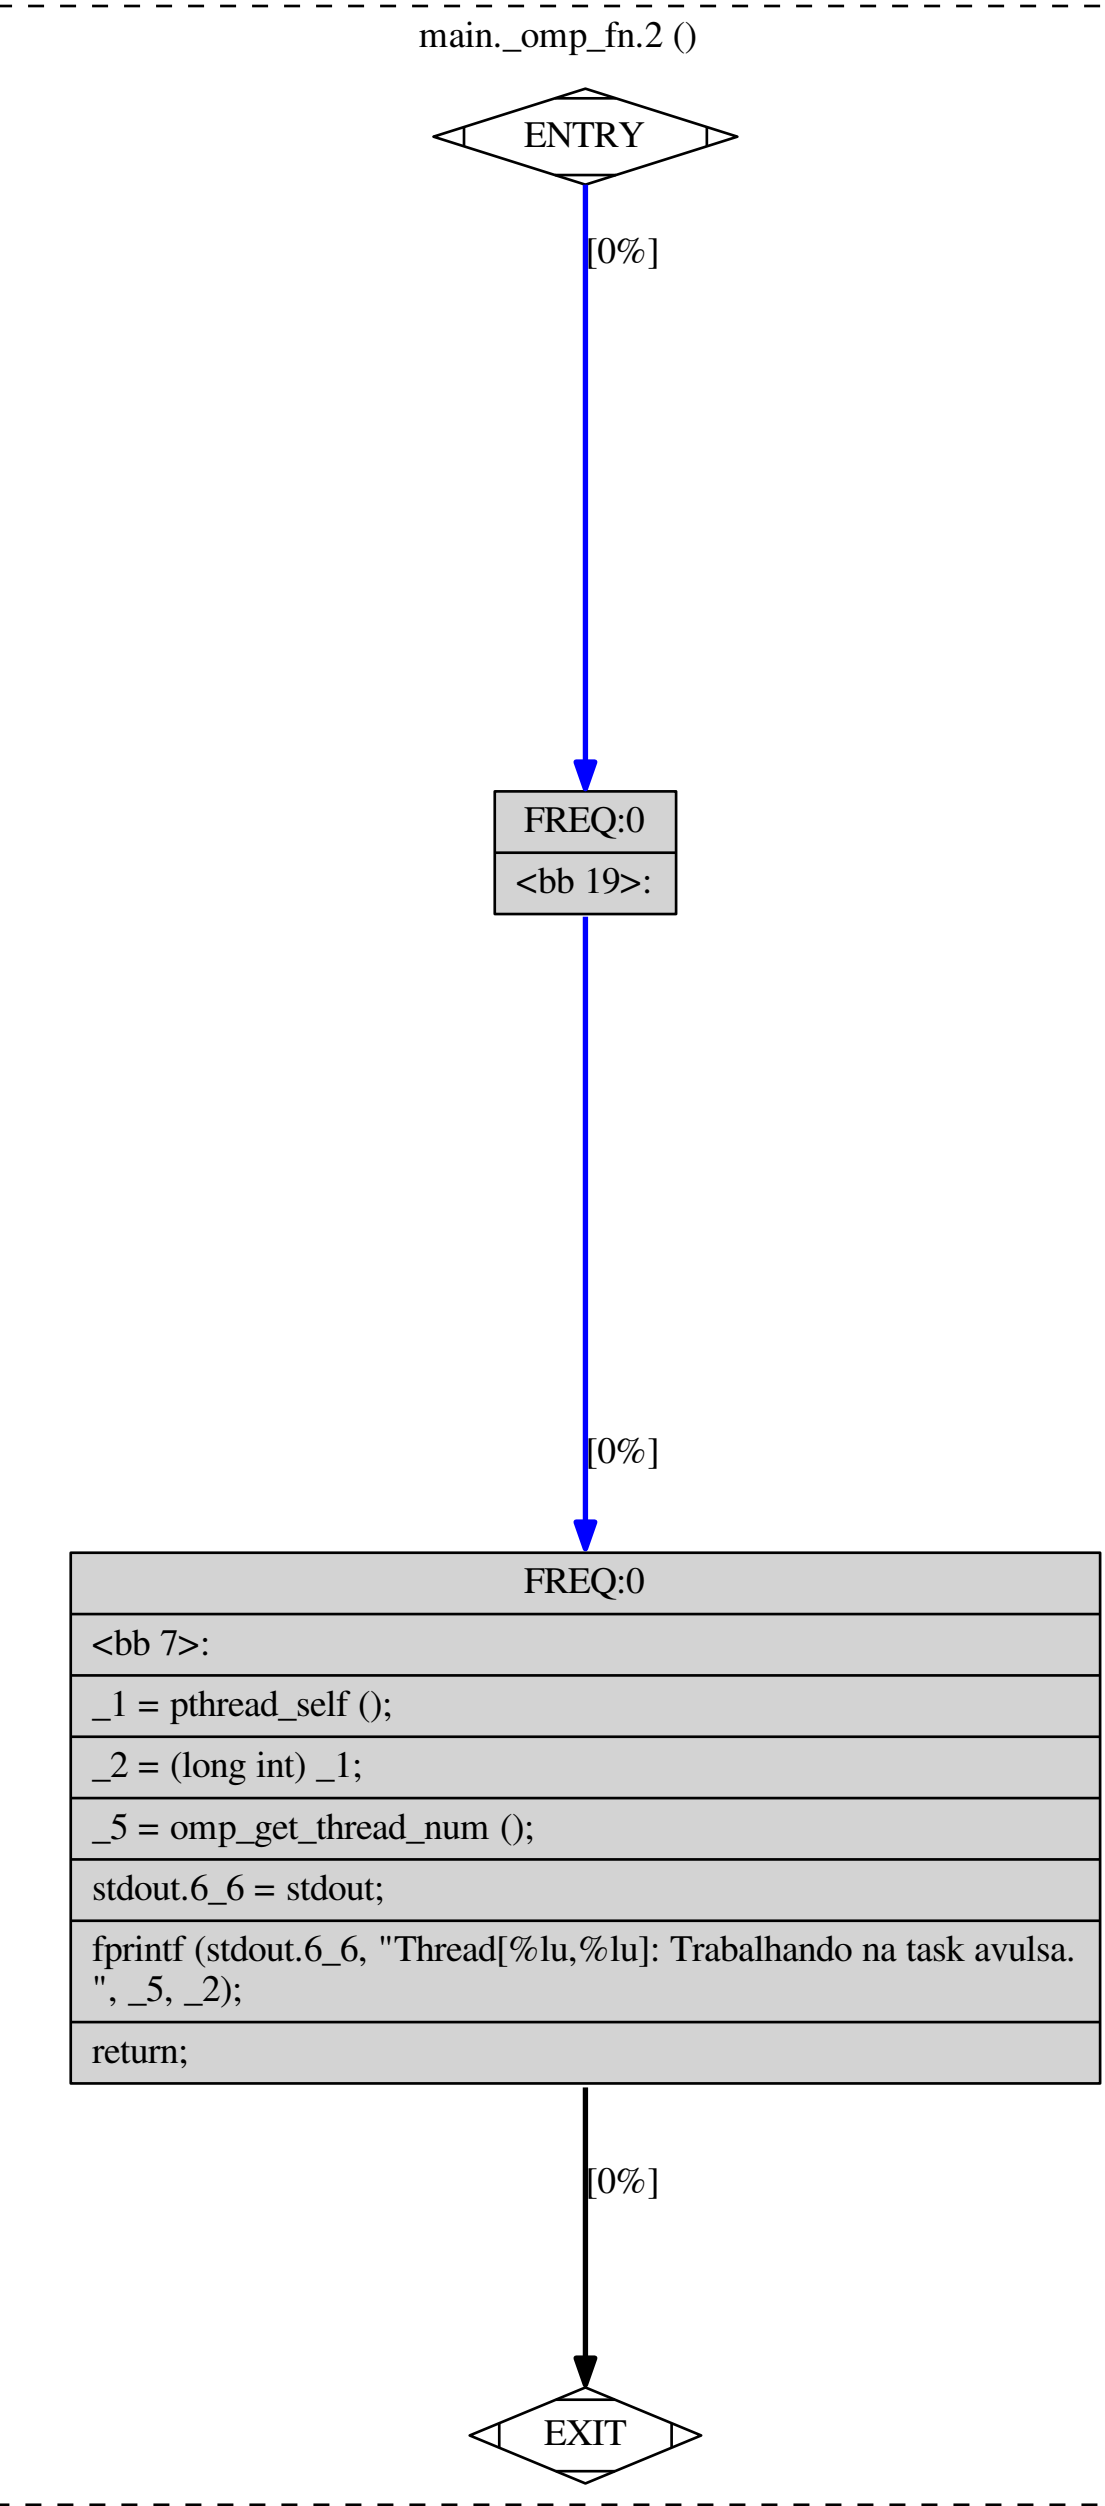 main._omp_fn.2 ()
ENTRY
[0%]
FREQ:0
<bb 19>:
[0%]
FREQ:0
<bb 7>:
_1 = pthread_self ();
_2 = (long int) _1;
_5 = omp_get_thread_num ();
stdout.6_6 = stdout;
fprintf (stdout.6_6, "Thread[%lu,%lu]: Trabalhando na task avulsa.
", _5, _2);
return;
[0%]
EXIT